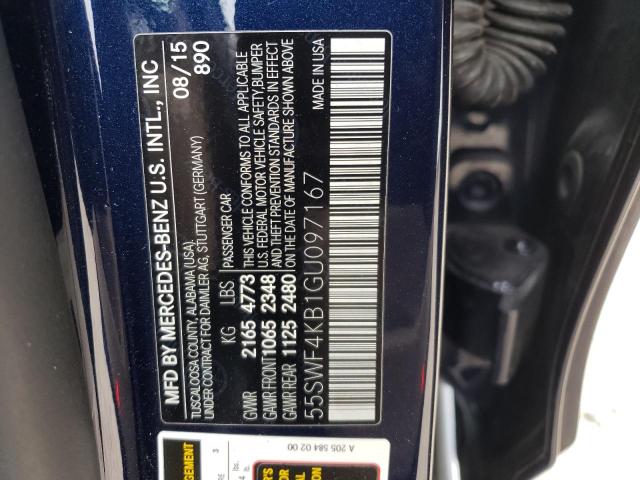 MFD BY MERCEDES-BENZ U.S. INTL., INC
TUSCALOOSA COUNTY, ALABAMA (USA)
UNDER CONTRACT FOR DAIMLER AG, STUTTGART (GERMANY)
08/15
890
KG LBS PASSENGER CAR
GVWR 2165 4773
GAWR FRONT 1065 2348
GAWR REAR 1125 2480
THIS VEHICLE CONFORMS TO ALL APPLICABLE
U.S. FEDERAL MOTOR VEHICLE SAFETY, BUMPER
AND THEFT PREVENTION STANDARDS IN EFFECT
ON THE DATE OF MANUFACTURE SHOWN ABOVE
55SWF4KB1GU097167
MADE IN USA
A 205 584 02 00
3
lbs.